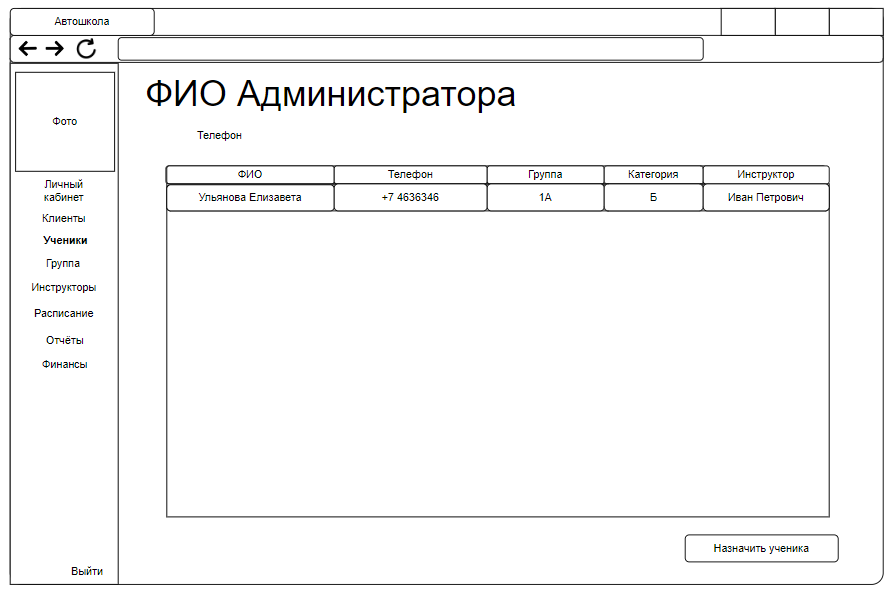 Автошкола
Фото
ФИО Администратора
Телефон
Личный
кабинет
Клиенты
Ученики
Группа
Инструкторы
Расписание
Отчёты
Финансы
Выйти
ФИО Телефон Группа Категория Инструктор
Ульянова Елизавета +7 4636346 1А Б Иван Петрович
Назначить ученика